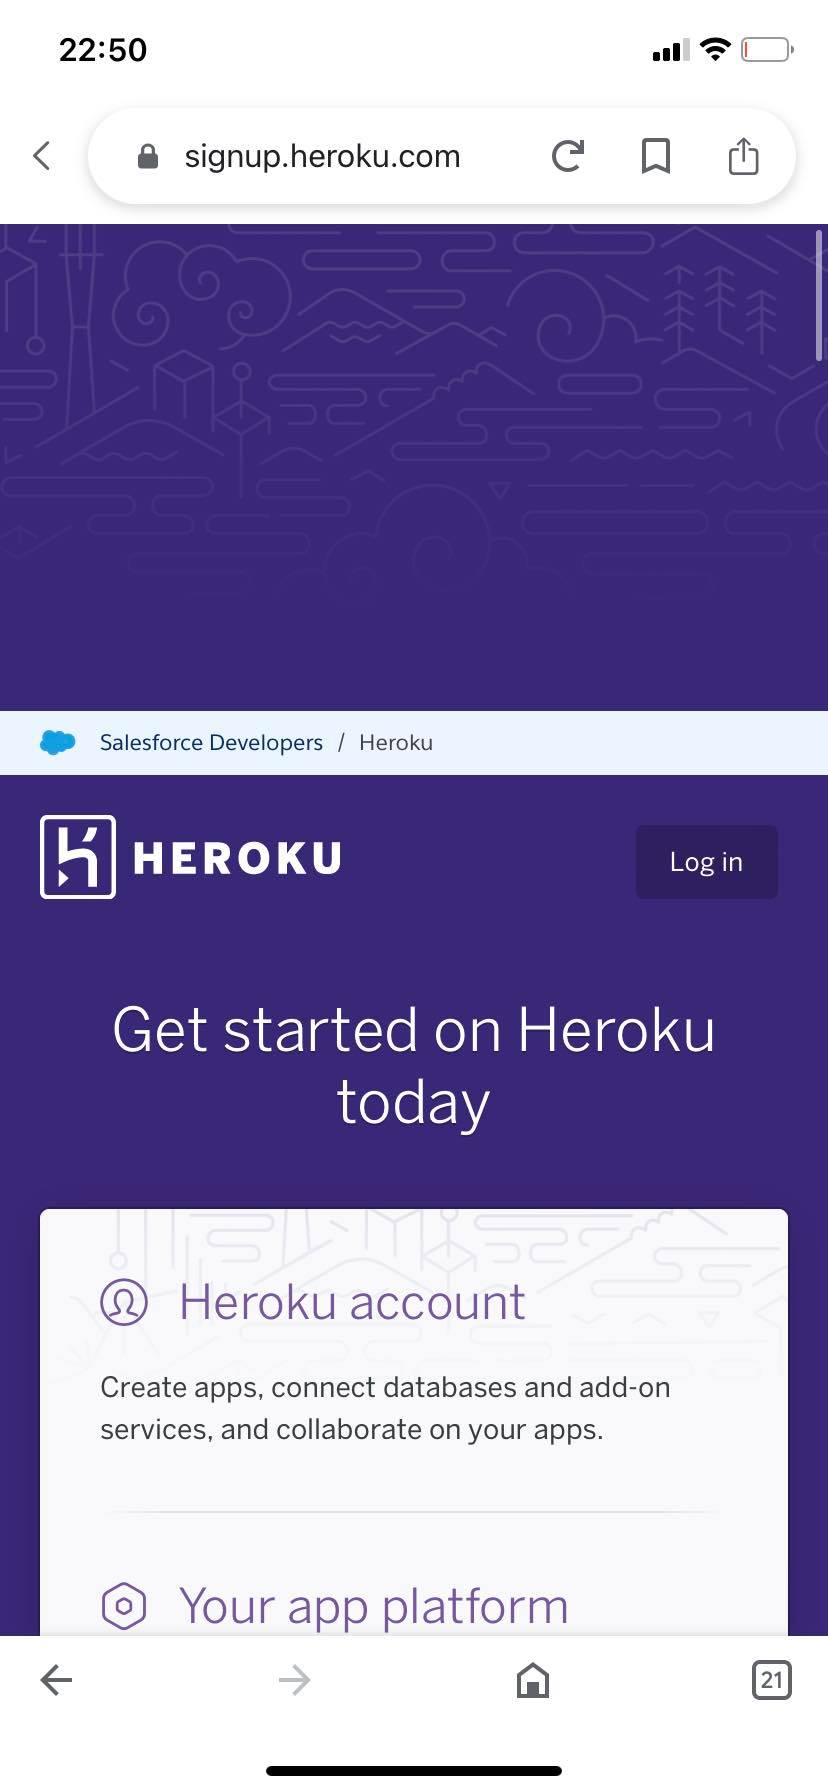 22:50
signup.heroku.com
Salesforce Developers / Heroku
HEROKU
Log in
Get started on Heroku
today
Heroku account
Create apps, connect databases and add-on
services, and collaborate on your apps.
Your app platform
21